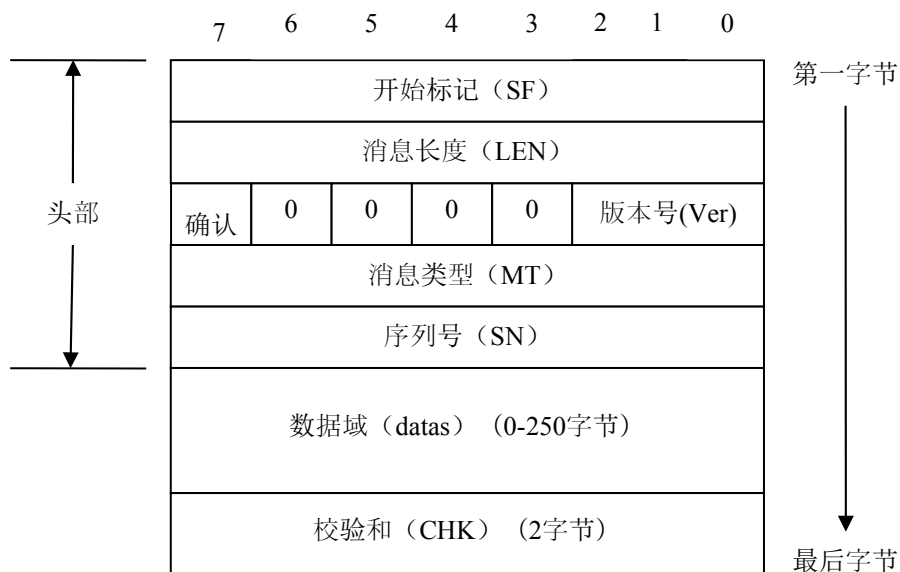 7 6 5 4 3 2 1 0
第一字节
开始标记（SF）
消息长度（LEN）
头部
确认 0 0 0 0 版本号(Ver)
消息类型（MT）
序列号（SN）
数据域（datas）（0-250字节）
校验和（CHK）（2字节）
最后字节